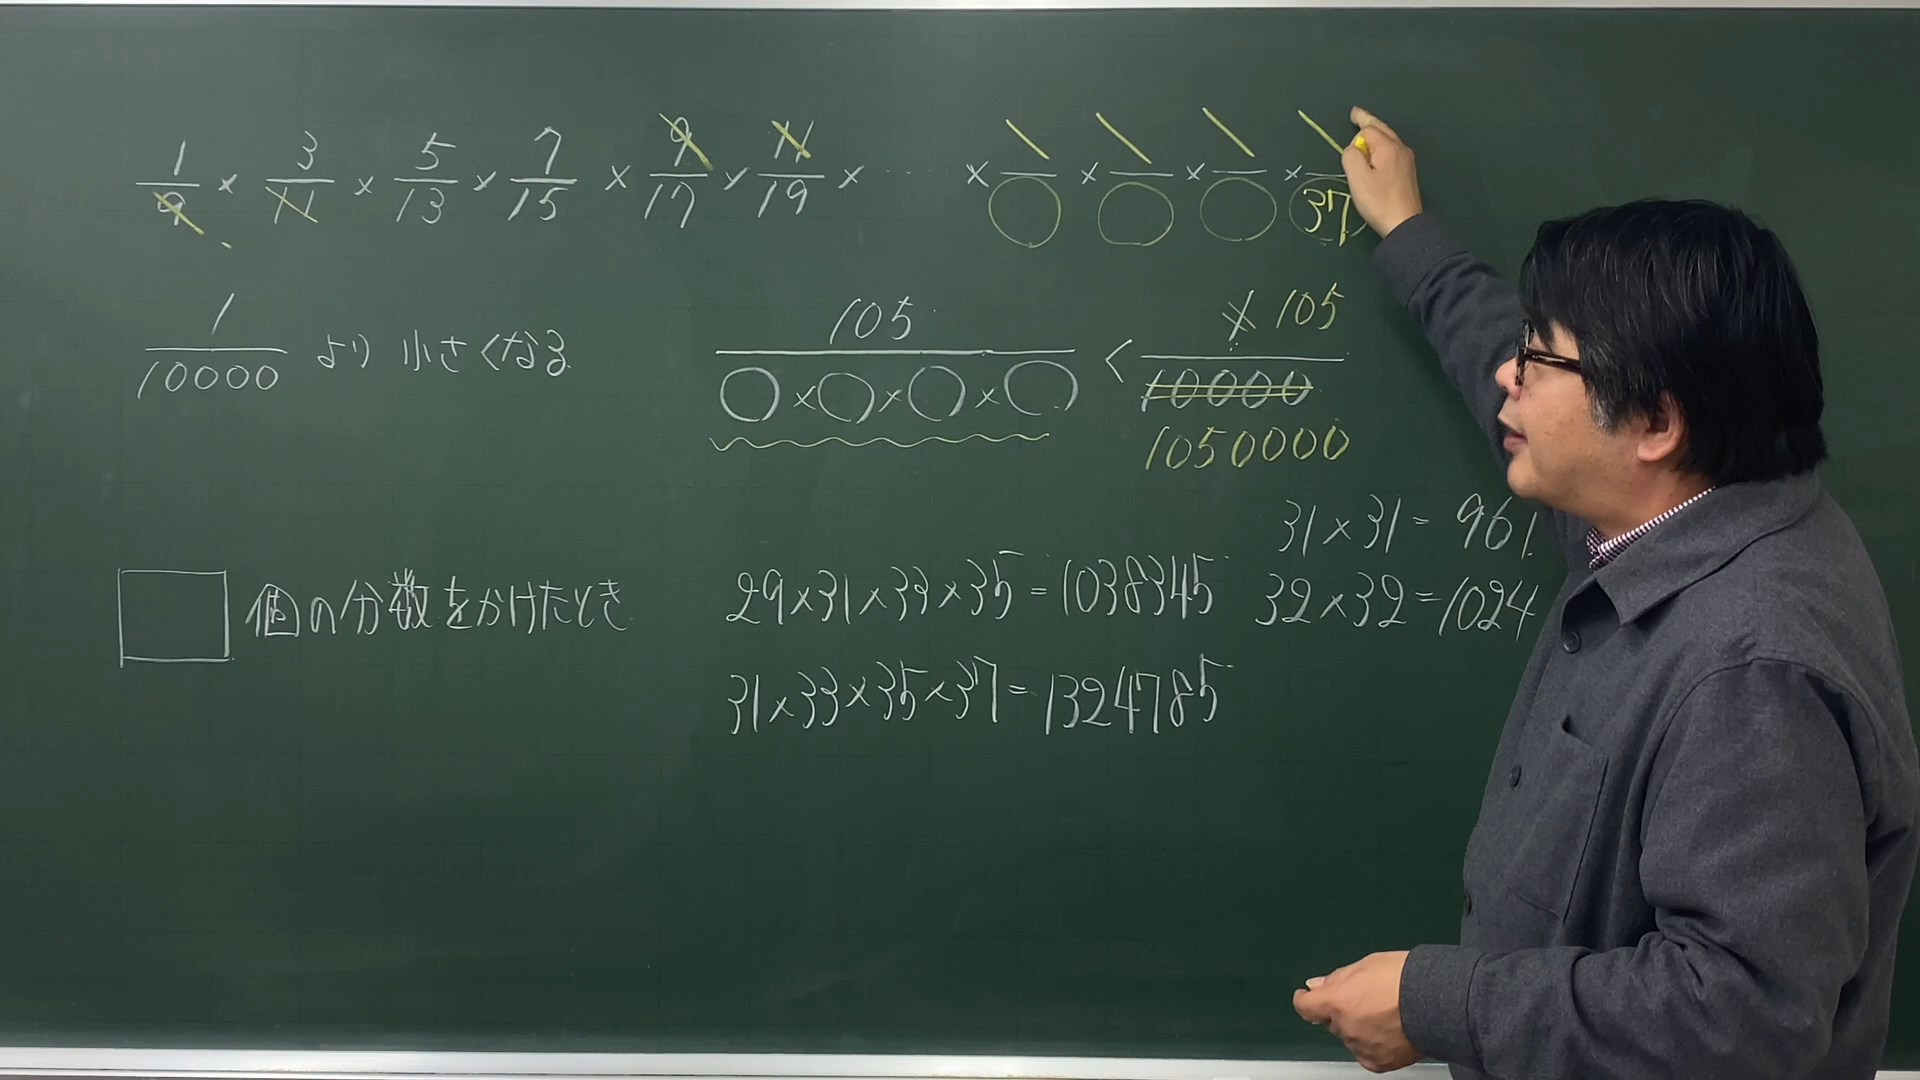 1/9 × 3/11 × 5/13 × 7/15 × 9/17 × 11/19 × ・・・・ × /○ × /○ × /○ × /37
1/10000 より 小さくなる
105/○×○×○×○ < 1 105/10000 1050000
31×31=961
□個の分数をかけたとき
29×31×33×35=1038345
32×32=1024
31×33×35×37=1324785